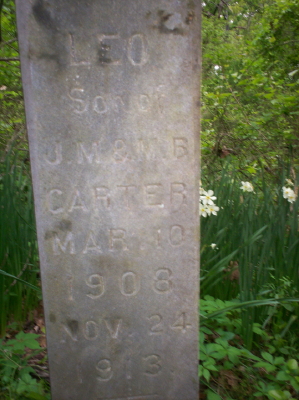 LEO
Son of
J.M.&M.B.
CARTER
MAR. 10
1908
NOV. 24
1913